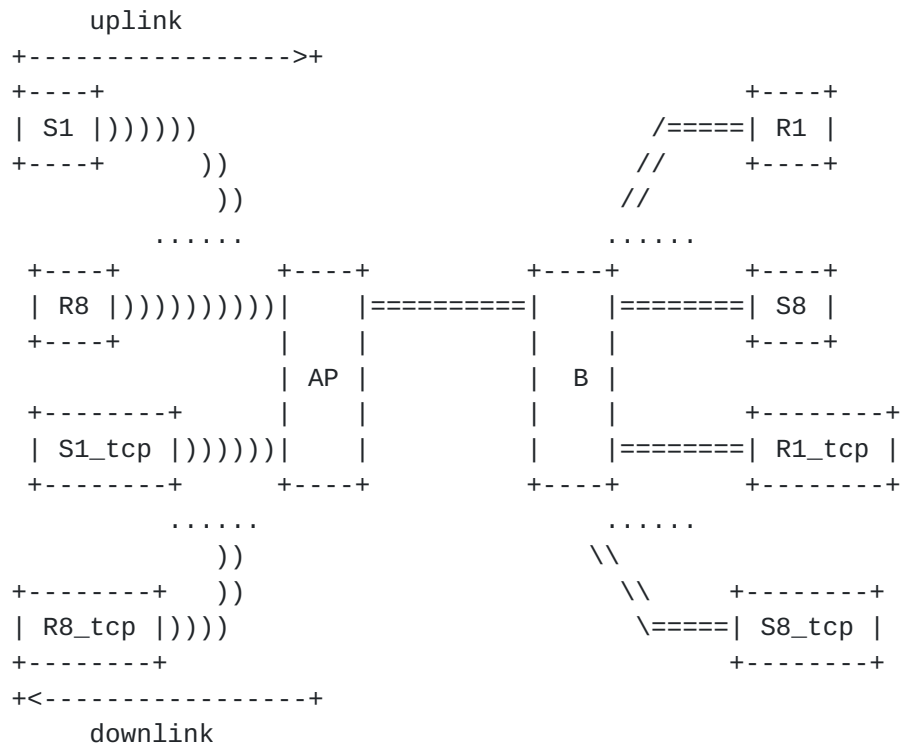 uplink
+----------------->+
+----+                                         +----+
| S1 |))))))                             /=====| R1 |
+----+      ))                          //     +----+
             ))                        //
         ......                       ......
 +----+          +----+          +----+        +----+
 | R8 |))))))))))|    |==========|    |========| S8 |
 +----+          |    |          |    |        +----+
                 | AP |          |  B |
 +--------+      |    |          |    |        +--------+
 | S1_tcp |))))))|    |          |    |========| R1_tcp |
 +--------+      +----+          +----+        +--------+
          ......                      ......
             ))                      \\
+--------+   ))                        \\     +--------+
| R8_tcp |))))                          \=====| S8_tcp |
+--------+                                    +--------+
+<-----------------+
     downlink